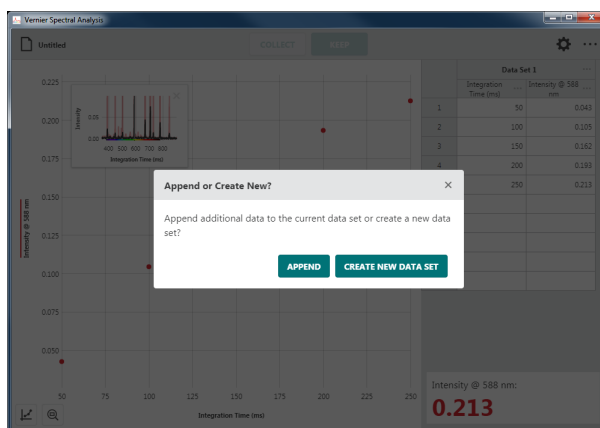 Vernier Spectral Analysis
Untitled
COLLECT
KEEP
Data Set 1
Integration Time (ms)
Intensity @ 588 nm
1 50 0.043
2 100 0.105
3 150 0.162
4 200 0.193
250 0.213
0.225
0.200
0.175
0.150
0.125
0.100
0.050
Intensity @ 588 nm
Intensity
0.05
0.00
400 500 600 700 800
Integration Time (ms)
Append or Create New?
Append additional data to the current data set or create a new data
set?
APPEND
CREATE NEW DATA SET
50 75 100 125 150 175 200 225 250
Integration Time (ms)
Intensity @ 588 nm:
0.213